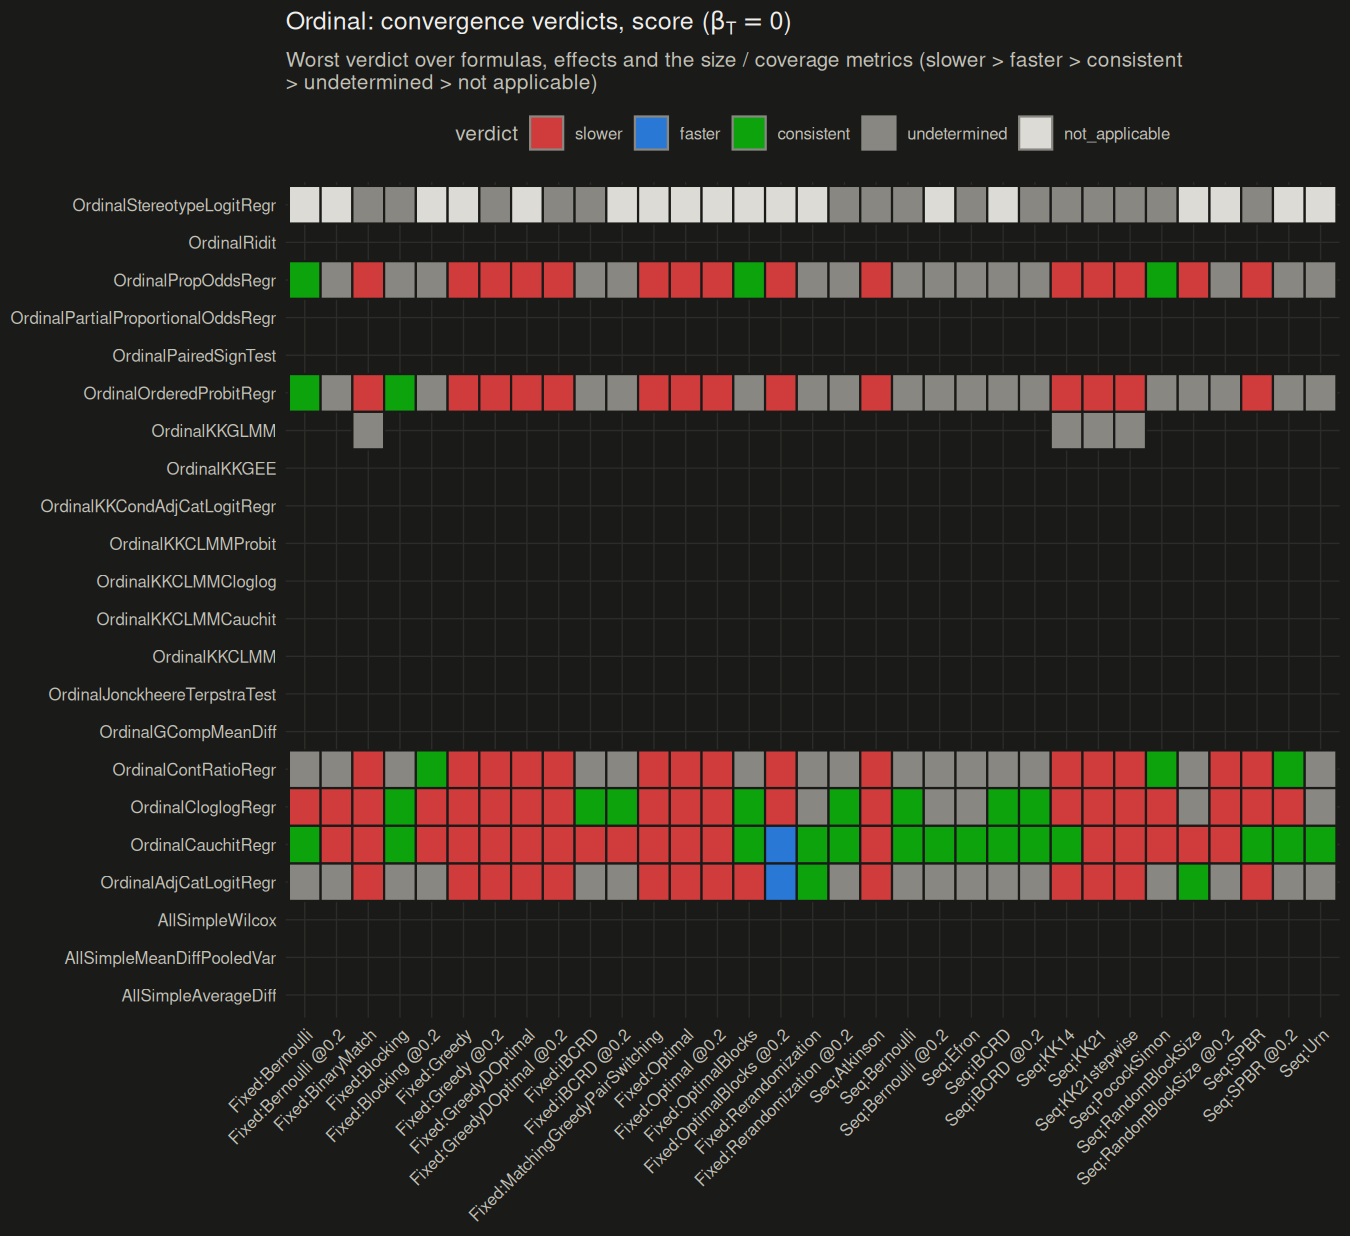 Ordinal: convergence verdicts, score (β_T = 0)
Worst verdict over formulas, effects and the size / coverage metrics (slower > faster > consistent
> undetermined > not applicable)
verdict slower faster consistent undetermined not_applicable
OrdinalStereotypeLogitRegr
OrdinalRidit
OrdinalPropOddsRegr
OrdinalPartialProportionalOddsRegr
OrdinalPairedSignTest
OrdinalOrderedProbitRegr
OrdinalKKGLMM
OrdinalKKGEE
OrdinalKKCondAdjCatLogitRegr
OrdinalKKCLMMProbit
OrdinalKKCLMMCloglog
OrdinalKKCLMMCauchit
OrdinalKKCLMM
OrdinalJonckheereTerpstraTest
OrdinalGCompMeanDiff
OrdinalContRatioRegr
OrdinalCloglogRegr
OrdinalCauchitRegr
OrdinalAdjCatLogitRegr
AllSimpleWilcox
AllSimpleMeanDiffPooledVar
AllSimpleAverageDiff
Fixed:Bernoulli
Fixed:Bernoulli @0.2
Fixed:BinaryMatch
Fixed:Blocking
Fixed:Blocking @0.2
Fixed:Greedy
Fixed:Greedy @0.2
Fixed:GreedyDOptimal
Fixed:GreedyDOptimal @0.2
Fixed:iBCRD
Fixed:iBCRD @0.2
Fixed:MatchingGreedyPairSwitching
Fixed:Optimal
Fixed:Optimal @0.2
Fixed:OptimalBlocks
Fixed:OptimalBlocks @0.2
Fixed:Rerandomization
Fixed:Rerandomization @0.2
Seq:Atkinson
Seq:Bernoulli
Seq:Bernoulli @0.2
Seq:Efron
Seq:iBCRD
Seq:iBCRD @0.2
Seq:KK14
Seq:KK21
Seq:KK21stepwise
Seq:PocockSimon
Seq:RandomBlockSize
Seq:RandomBlockSize @0.2
Seq:SPBR
Seq:SPBR @0.2
Seq:Urn